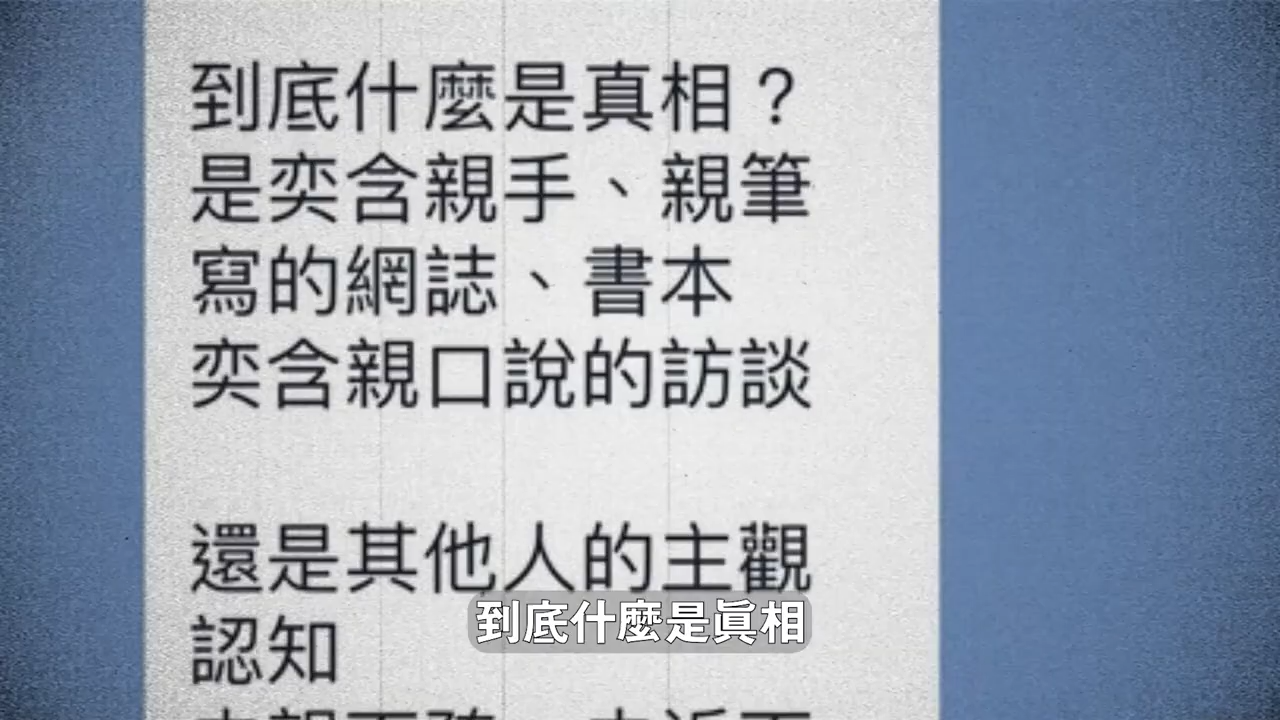 到底什麼是真相？
是奕含親手、親筆
寫的網誌、書本
奕含親口說的訪談
還是其他人的主觀
認知
到底什麼是真相